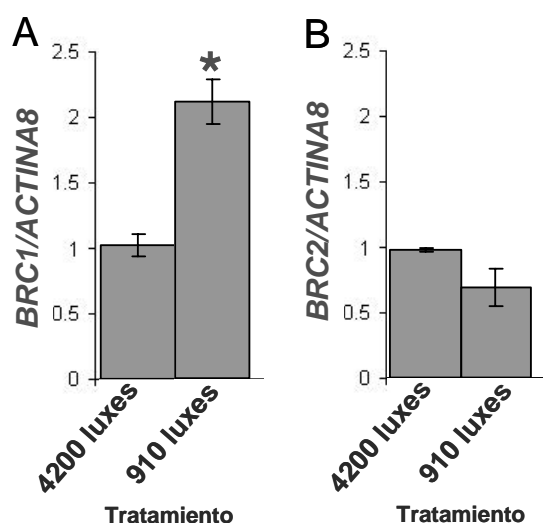 A
BRC1/ACTINA8
2.5
2
1.5
1
0.5
0
*
4200 luxes
910 luxes
Tratamiento
B
BRC2/ACTINA8
2.5
2
1.5
1
0.5
0
4200 luxes
910 luxes
Tratamiento